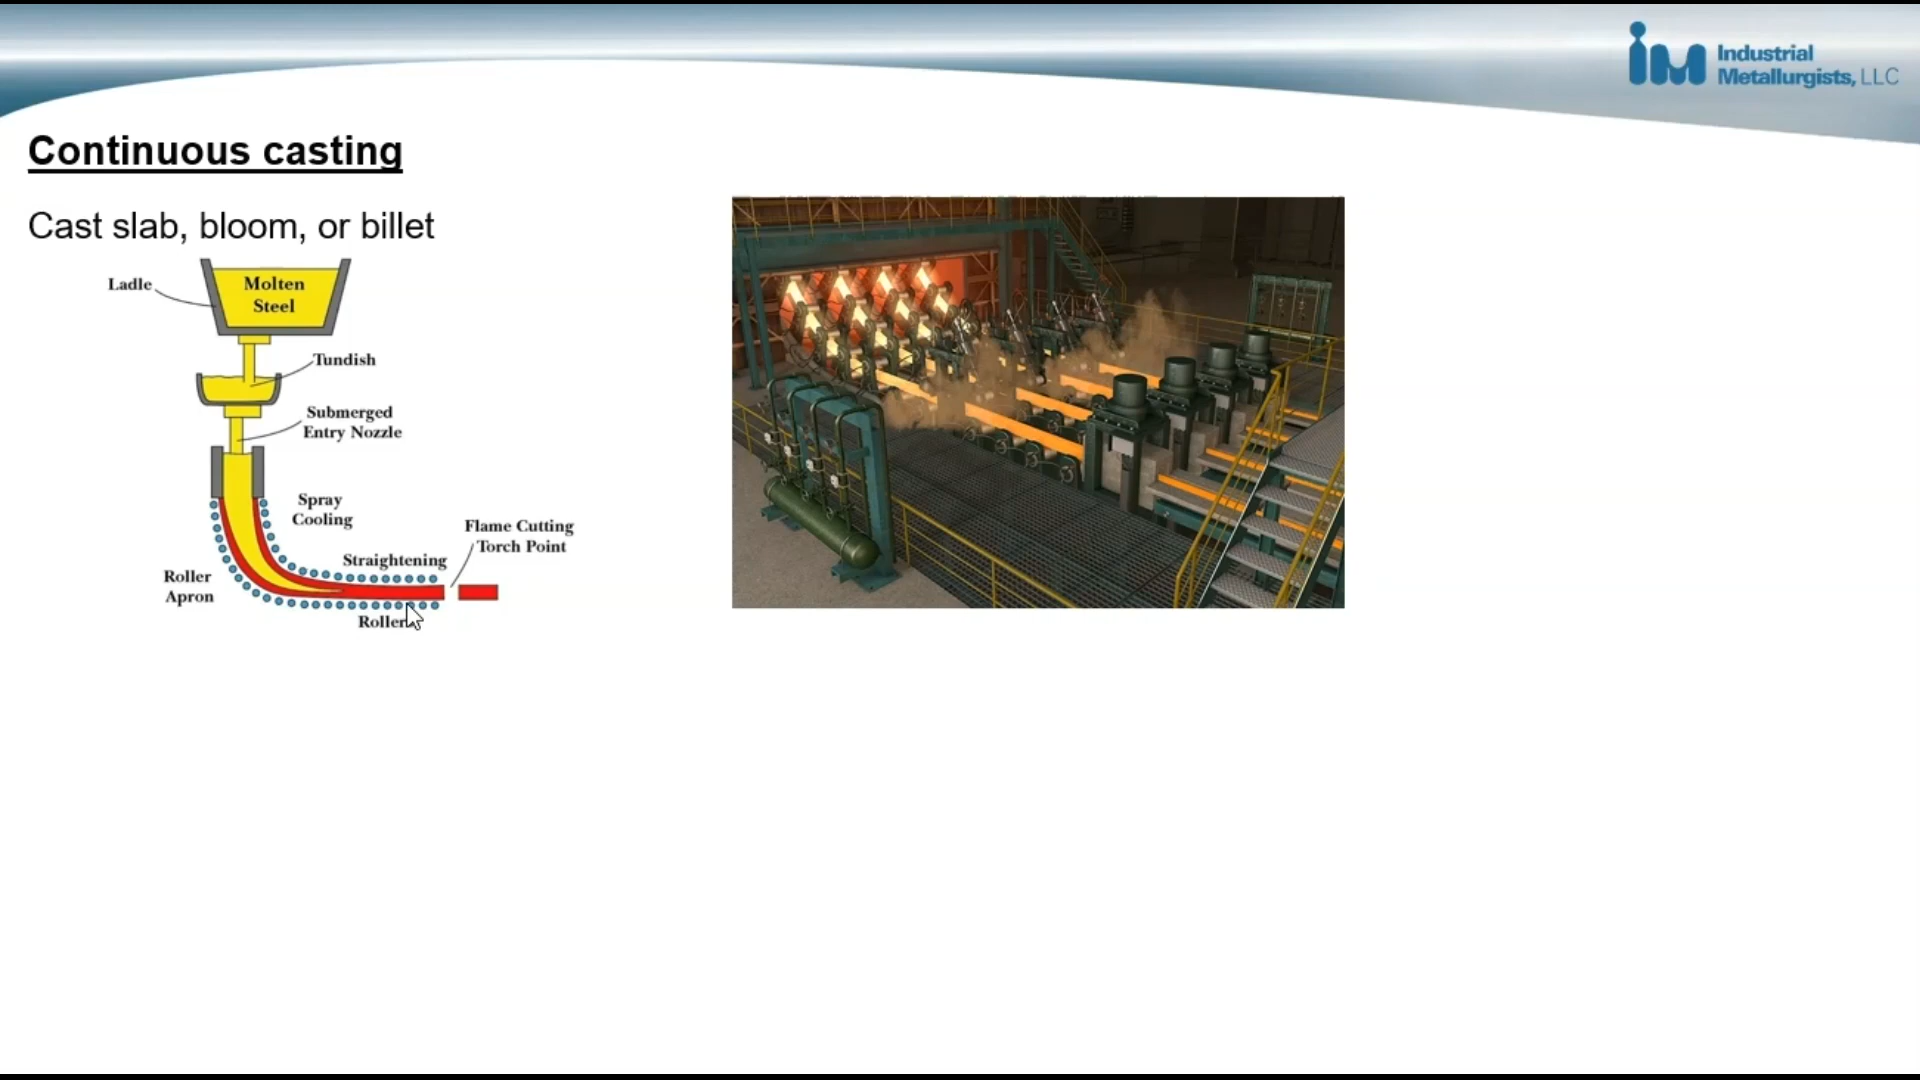 Industrial
Metallurgists, LLC
Continuous casting
Cast slab, bloom, or billet
Ladle
Molten
Steel
Tundish
Submerged
Entry Nozzle
Spray
Cooling
Flame Cutting
Torch Point
Straightening
Roller
Apron
Roller